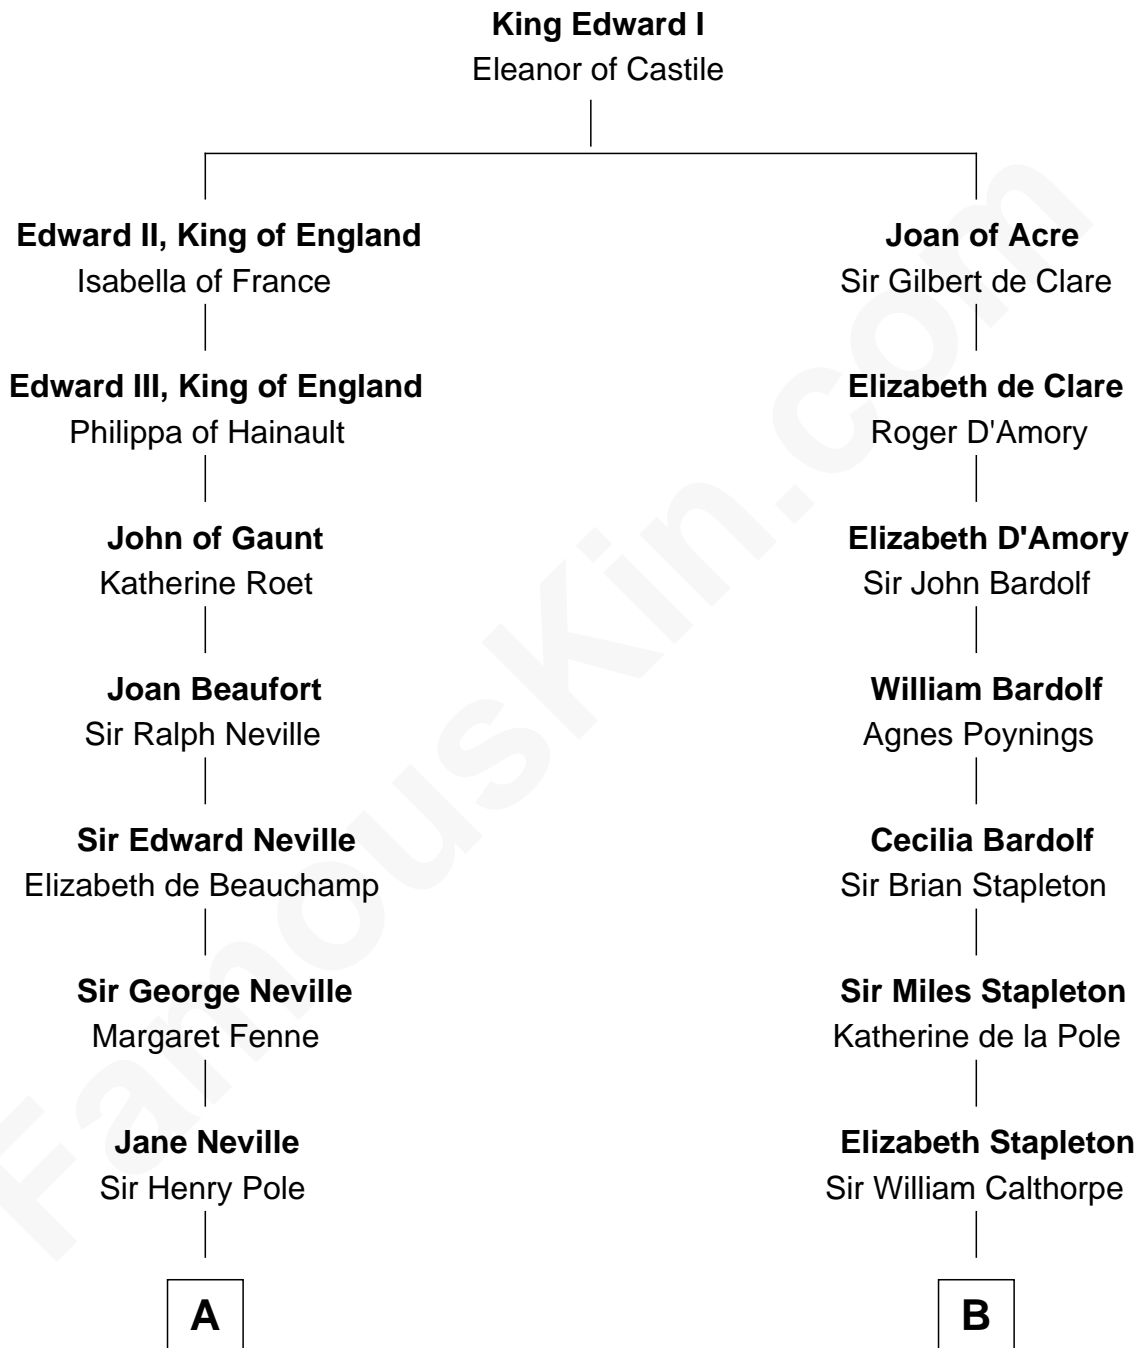 King Edward I
Eleanor of Castile
Edward II, King of England
Isabella of France
Joan of Acre
Sir Gilbert de Clare
Edward III, King of England
Philippa of Hainault
Elizabeth de Clare
Roger D'Amory
John of Gaunt
Katherine Roet
Elizabeth D'Amory
Sir John Bardolf
Joan Beaufort
Sir Ralph Neville
William Bardolf
Agnes Poynings
Sir Edward Neville
Elizabeth de Beauchamp
Cecilia Bardolf
Sir Brian Stapleton
Sir George Neville
Margaret Fenne
Sir Miles Stapleton
Katherine de la Pole
Jane Neville
Sir Henry Pole
Elizabeth Stapleton
Sir William Calthorpe
A
B
FamousKin.com